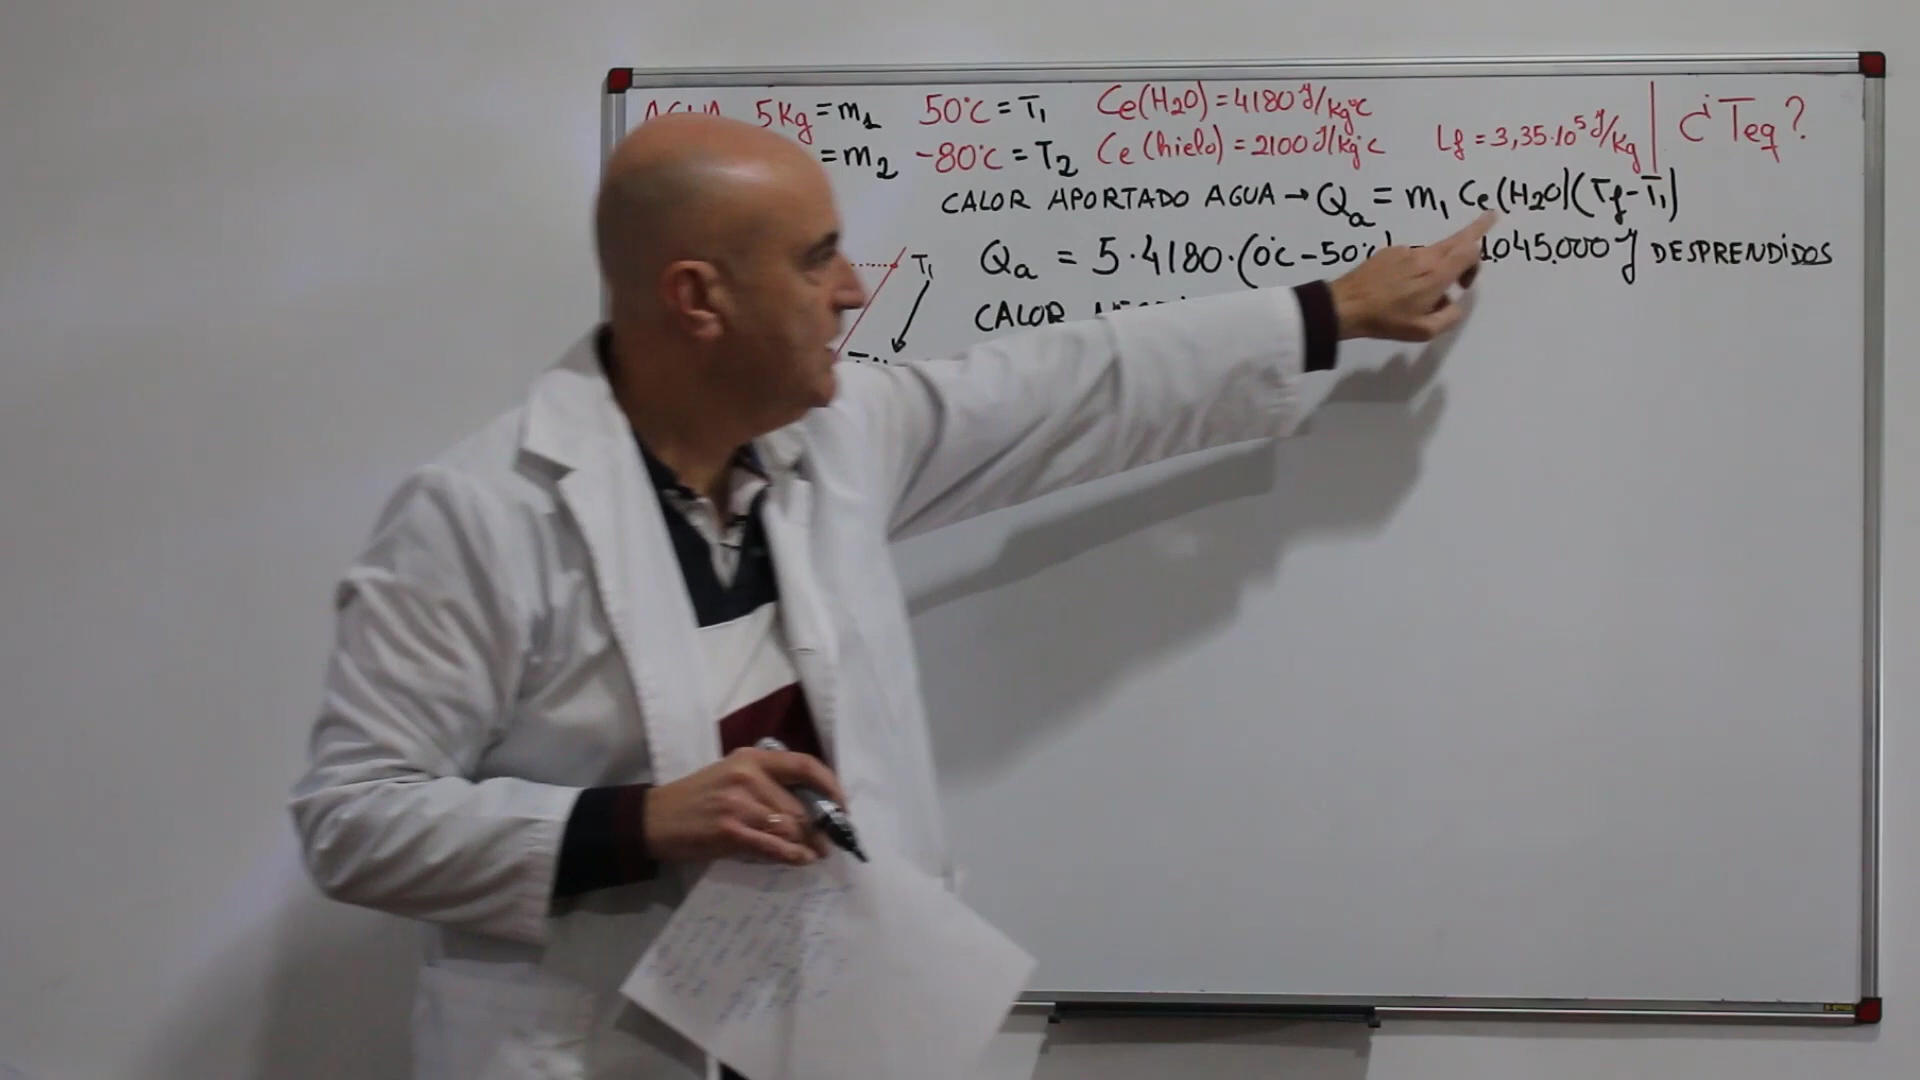 AGUA 5Kg = m1 50°C = T1 Ce(H2O) = 4180 J/Kg°C
= m2 -80°C = T2 Ce(hielo) = 2100 J/Kg°C Lf = 3,35·10⁵ J/Kg ¿Teq?
CALOR APORTADO AGUA → Qa = m1 Ce(H2O)(Tf-T1)
T1 Qa = 5·4180·(0°C-50°C) 1.045.000 J DESPRENDIDOS
CALOR